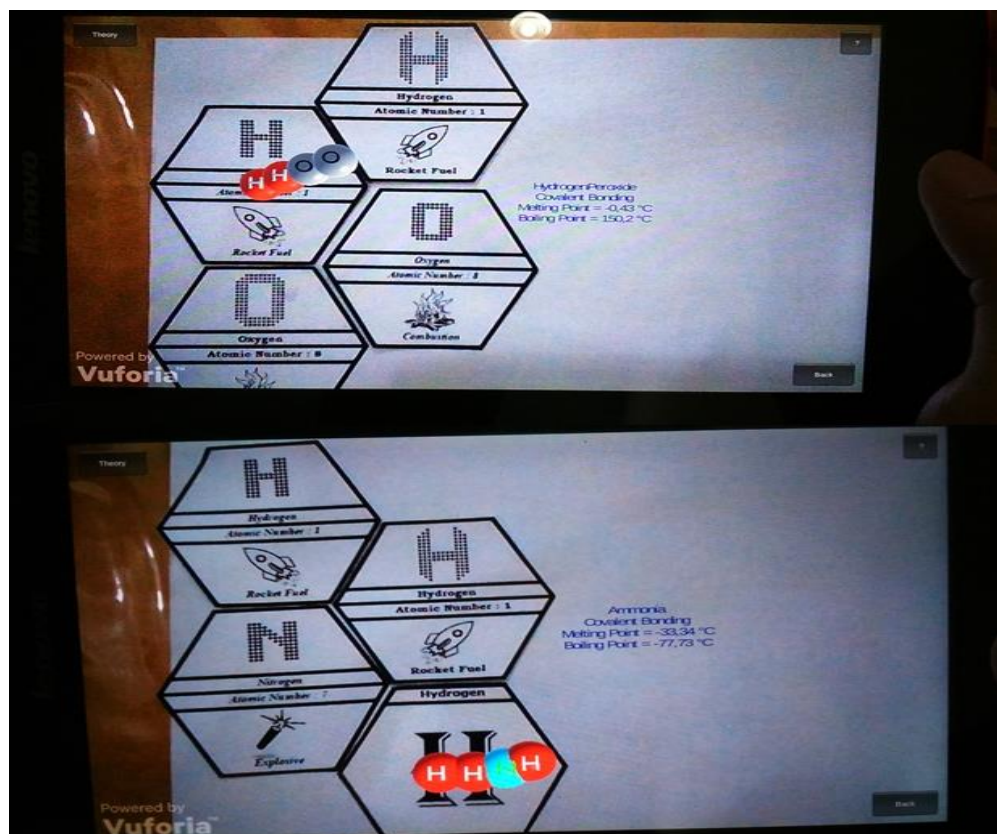 Theory
?
H
Hydrogen
Atomic Number : 1
Rocket Fuel
H
H H O O
Rocket Fuel
HydrogenPeroxide
Covalent Bonding
Melting Point = -0,43 °C
Boiling Point = 150,2 °C
O
Oxygen
Atomic Number : 8
Combustion
O
Oxygen
Atomic Number : 8
Powered by
Vuforia™
Back
lenovo
Theory
?
H
Hydrogen
Atomic Number : 1
Rocket Fuel
H
Hydrogen
Atomic Number : 1
Rocket Fuel
Ammonia
Covalent Bonding
Melting Point = -33,34 °C
Boiling Point = -77,73 °C
N
Nitrogen
Atomic Number : 7
Explosive
Hydrogen
H
H H H
Powered by
Vuforia™
Back